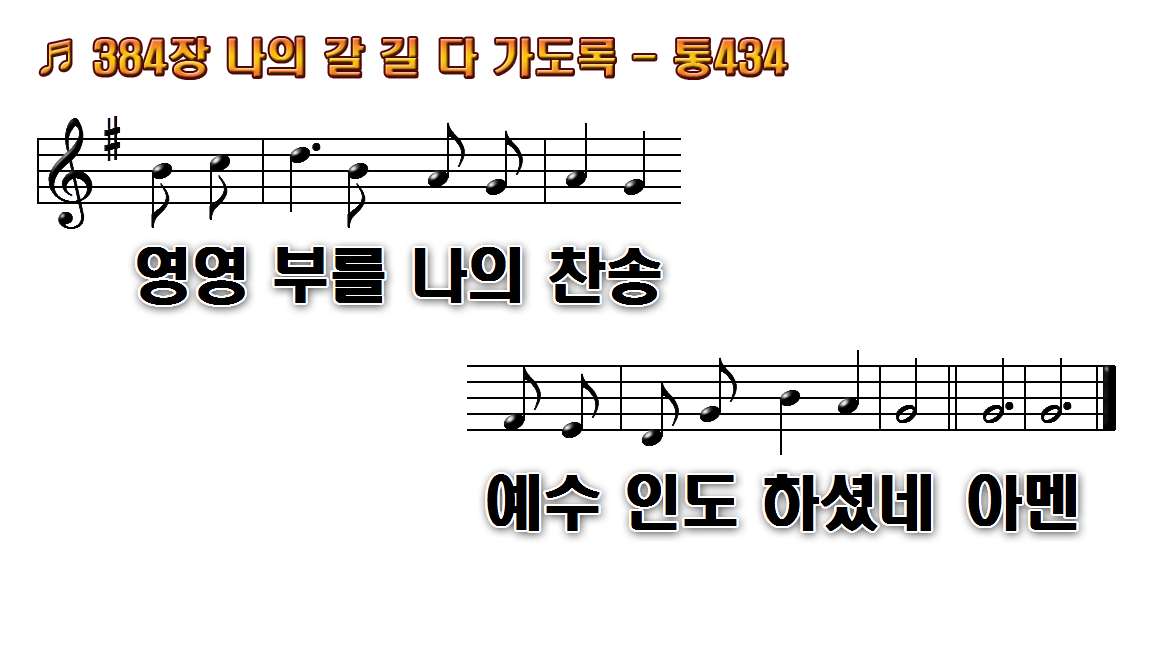 ♬ 384장 나의 갈 길 다 가도록 - 통434
영영 부를 나의 찬송
예수 인도 하셨네 아멘